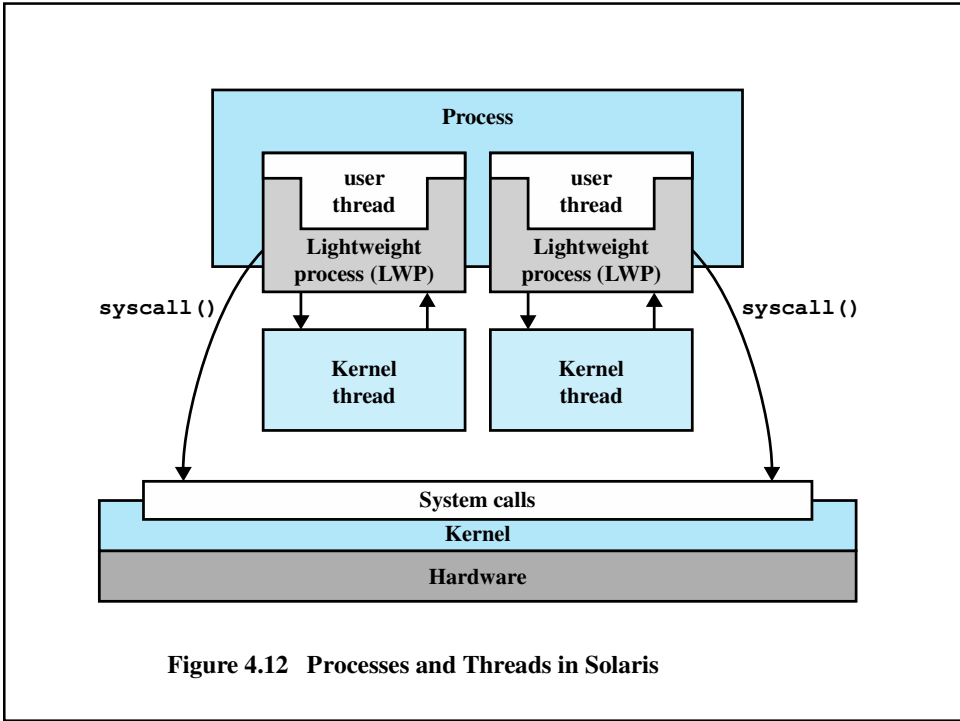 Process
user
thread
user
thread
Lightweight
process (LWP)
Lightweight
process (LWP)
syscall()
syscall()
Kernel
thread
Kernel
thread
System calls
Kernel
Hardware
Figure 4.12 Processes and Threads in Solaris